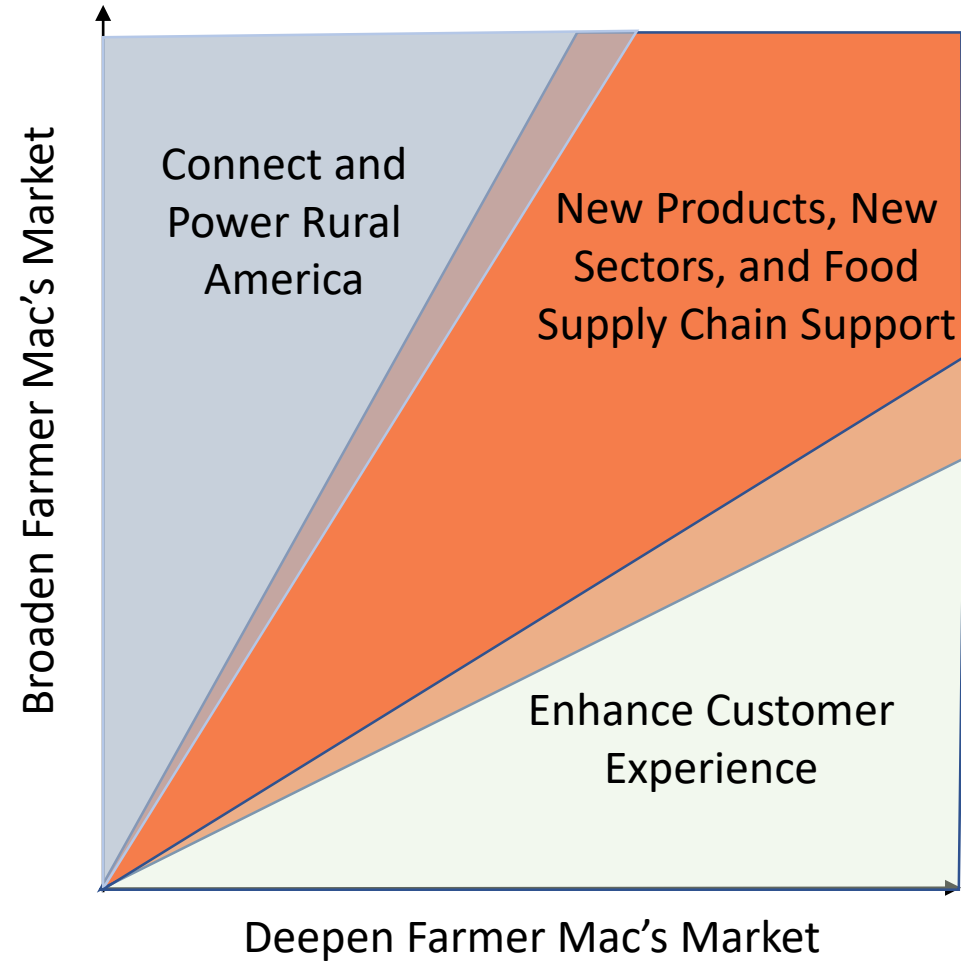 Broaden Farmer Mac's Market
Connect and
Power Rural
America
New Products, New
Sectors, and Food
Supply Chain Support
Enhance Customer
Experience
Deepen Farmer Mac's Market